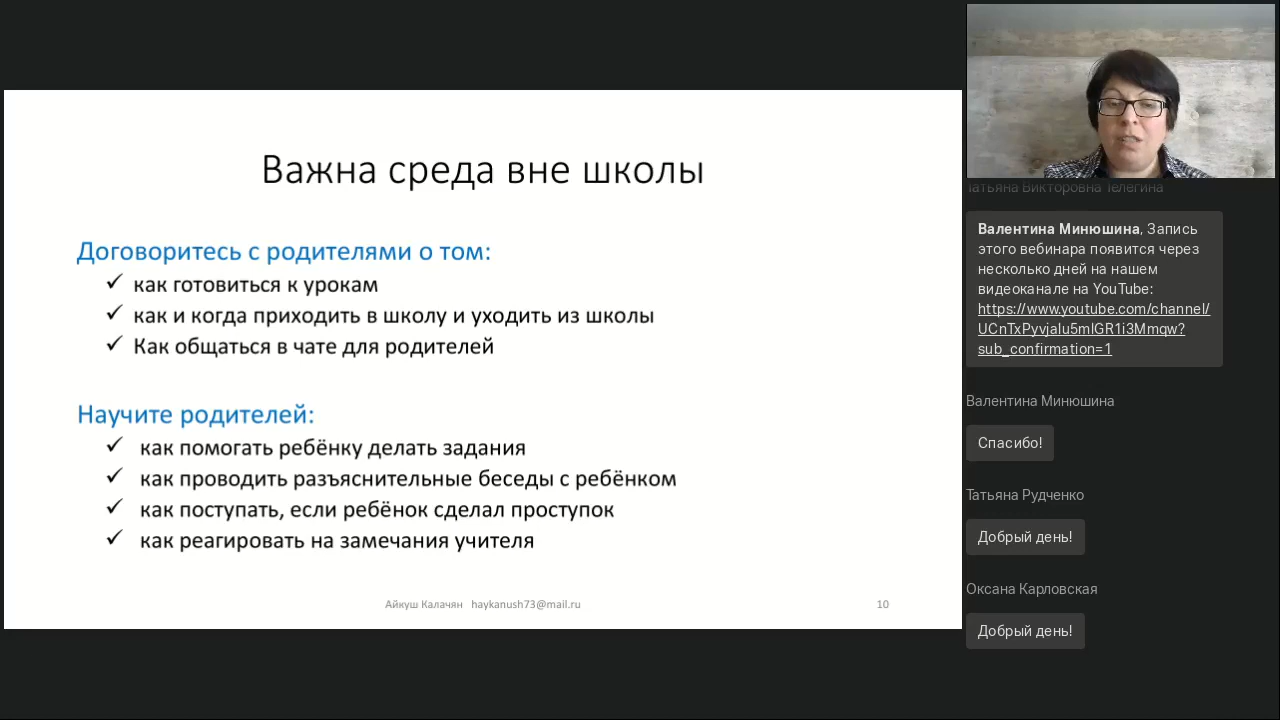 Важна среда вне школы
Договоритесь с родителями о том:
✓ как готовиться к урокам
✓ как и когда приходить в школу и уходить из школы
✓ Как общаться в чате для родителей
Научите родителей:
✓ как помогать ребёнку делать задания
✓ как проводить разъяснительные беседы с ребёнком
✓ как поступать, если ребёнок сделал проступок
✓ как реагировать на замечания учителя
Айкуш Калачян haykanush73@mail.ru
10
Татьяна Викторовна Телегина
Валентина Минюшина, Запись
этого вебинара появится через
несколько дней на нашем
видеоканале на YouTube:
https://www.youtube.com/channel/
UCnTxPyvjaIu5mIGR1i3Mmqw?
sub_confirmation=1
Валентина Минюшина
Спасибо!
Татьяна Рудченко
Добрый день!
Оксана Карловская
Добрый день!